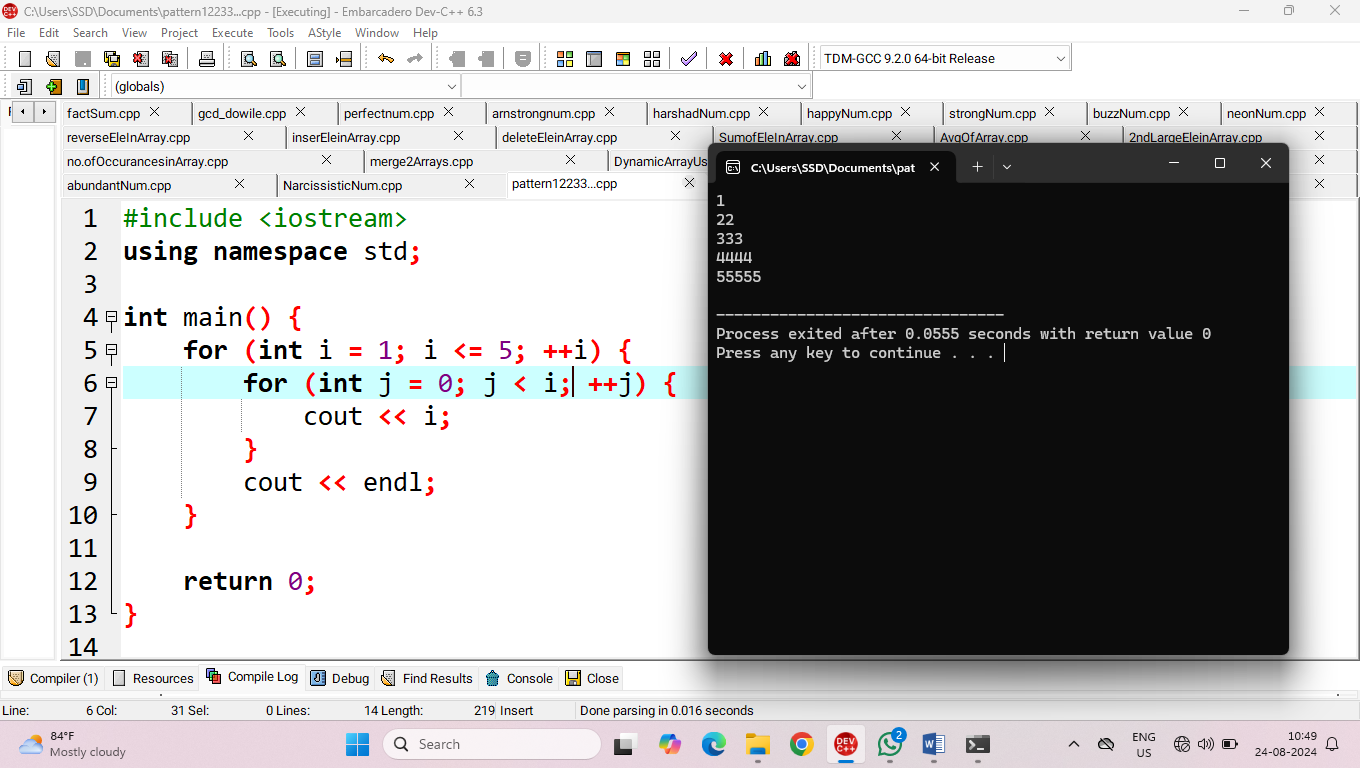 C:\Users\SSD\Documents\pattern12233...cpp - [Executing] - Embarcadero Dev-C++ 6.3
File Edit Search View Project Execute Tools AStyle Window Help
TDM-GCC 9.2.0 64-bit Release
(globals)
factSum.cpp gcd_dowile.cpp perfectnum.cpp arnstrongnum.cpp harshadNum.cpp happyNum.cpp strongNum.cpp buzzNum.cpp neonNum.cpp
reverseEleInArray.cpp inserEleinArray.cpp deleteEleinArray.cpp SumofEleInArray.cpp AvgOfArray.cpp 2ndLargeEleinArray.cpp
no.ofOccurancesinArray.cpp merge2Arrays.cpp DynamicArrayUs
abundantNum.cpp NarcissisticNum.cpp pattern12233...cpp
1 #include <iostream>
2 using namespace std;
3
4 int main() {
5 for (int i = 1; i <= 5; ++i) {
6 for (int j = 0; j < i; ++j) {
7 cout << i;
8 }
9 cout << endl;
10 }
11
12 return 0;
13 }
14
C:\Users\SSD\Documents\pat
1
22
333
4444
55555
--------------------------------
Process exited after 0.0555 seconds with return value 0
Press any key to continue . . .
Compiler (1) Resources Compile Log Debug Find Results Console Close
Line: 6 Col: 31 Sel: 0 Lines: 14 Length: 219 Insert Done parsing in 0.016 seconds
84°F
Mostly cloudy
Search
DEV C++
2
ENG
US
10:49
24-08-2024